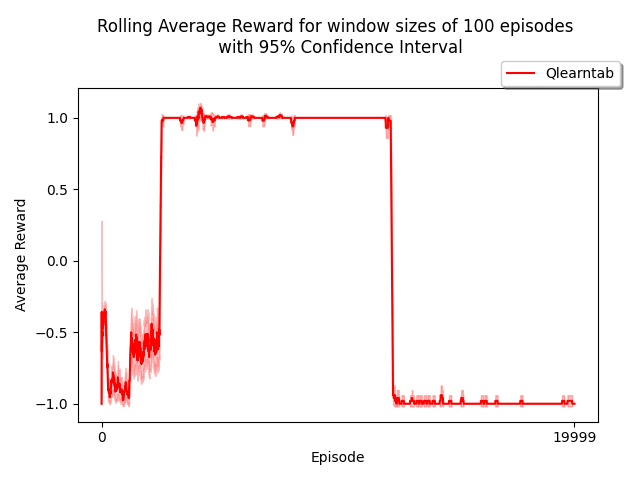 Rolling Average Reward for window sizes of 100 episodes
with 95% Confidence Interval
Qlearntab
1.0
0.5
0.0
−0.5
−1.0
Average Reward
0
19999
Episode